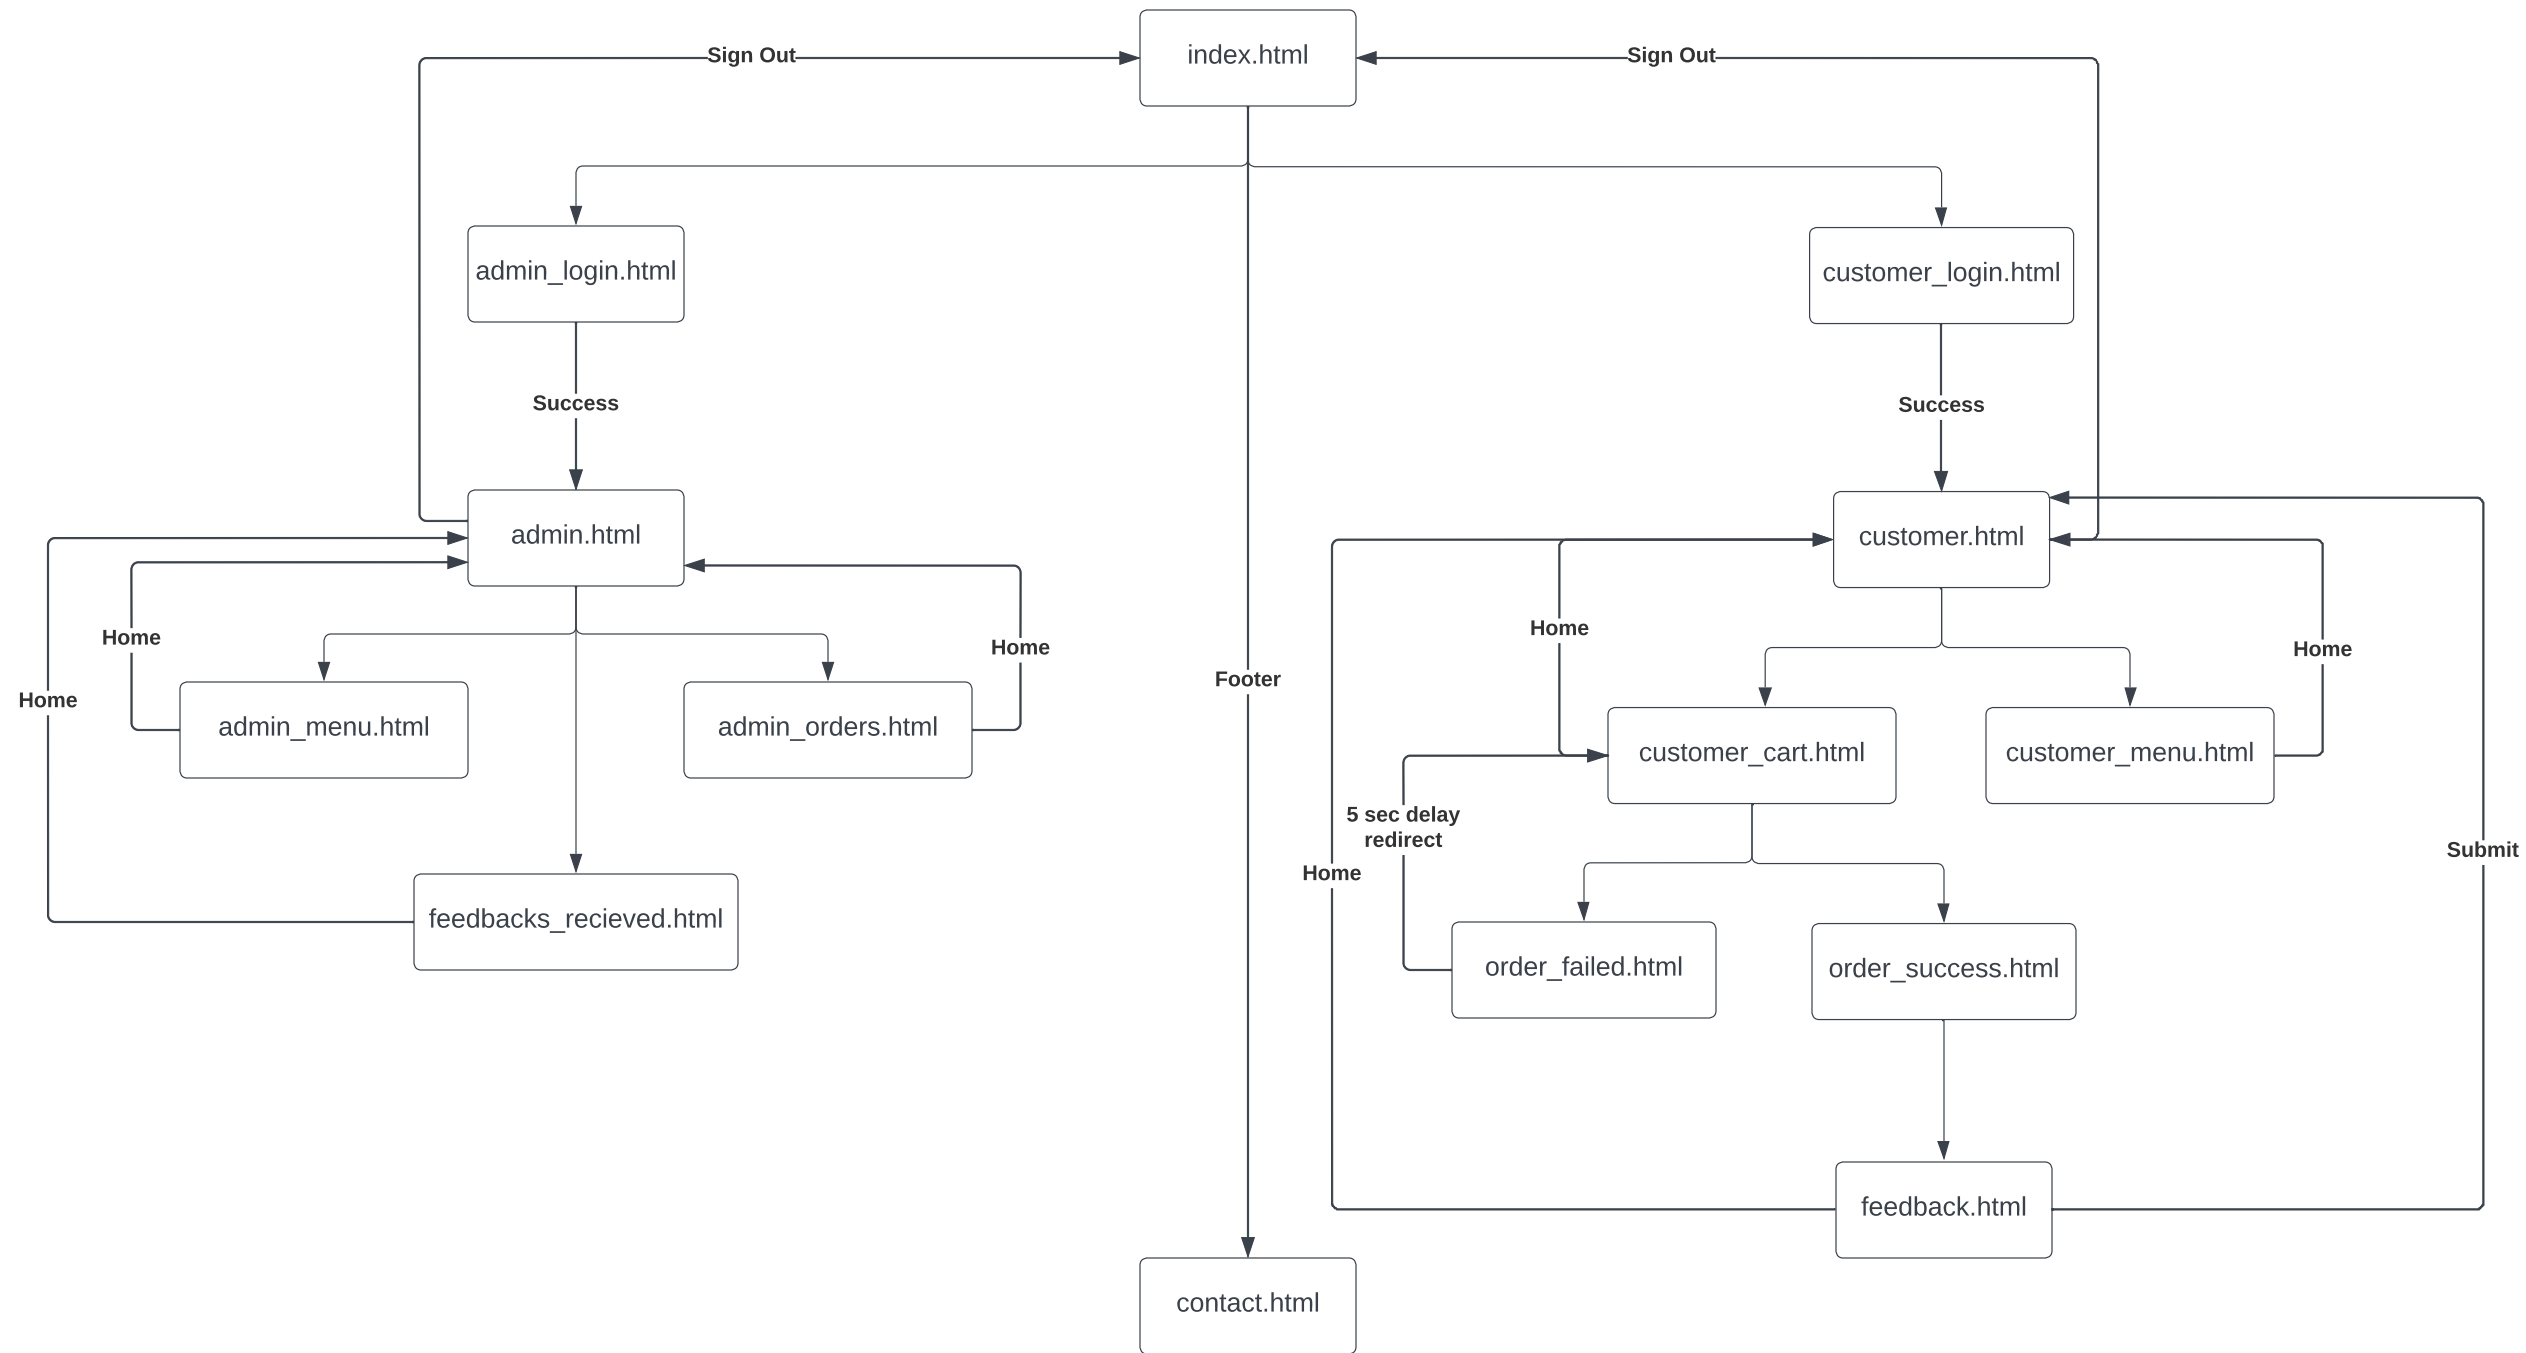 Sign Out
index.html
Sign Out
admin_login.html
customer_login.html
Success
Success
admin.html
customer.html
Home
Home
Home
Home
Home
Footer
admin_menu.html
admin_orders.html
customer_cart.html
customer_menu.html
5 sec delay
redirect
Home
Submit
feedbacks_recieved.html
order_failed.html
order_success.html
feedback.html
contact.html